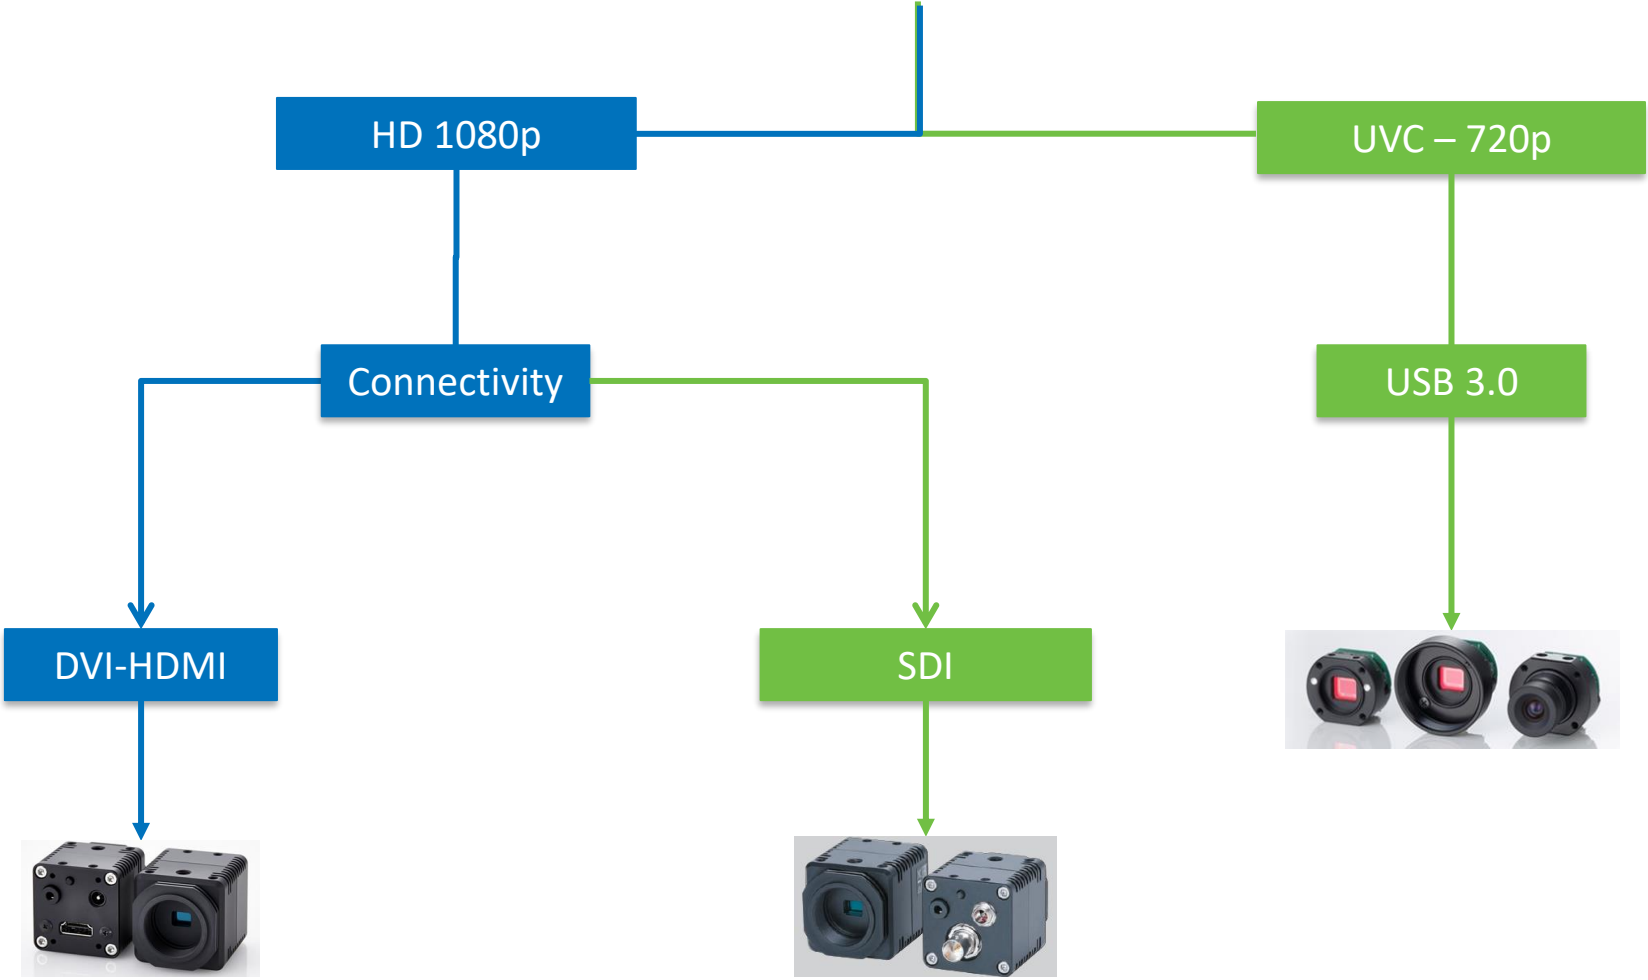 HD 1080p
UVC – 720p
Connectivity
USB 3.0
DVI-HDMI
SDI